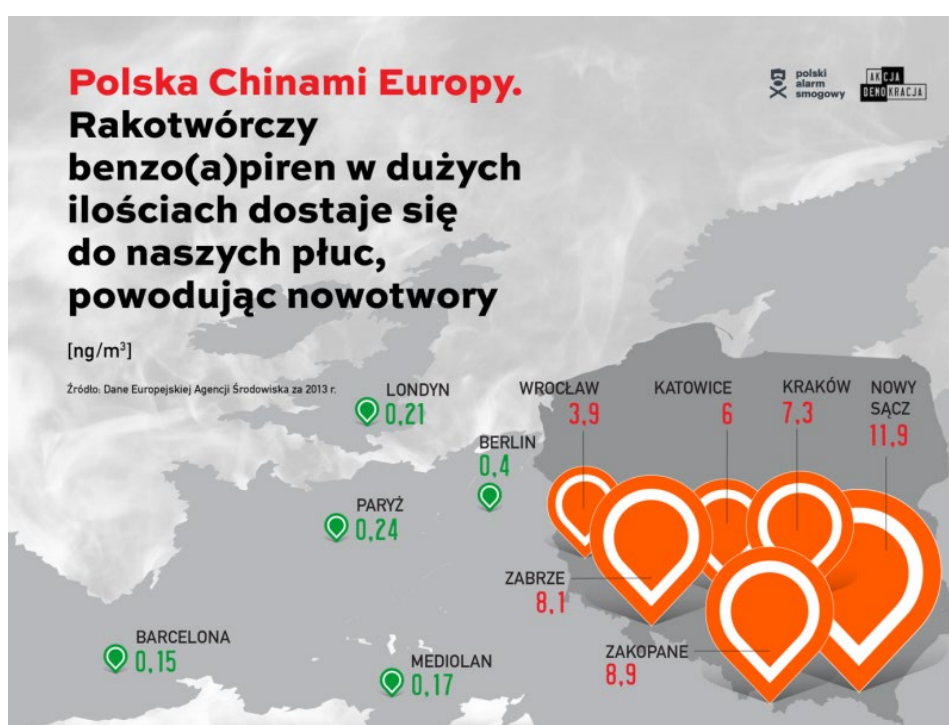 Polska Chinami Europy.
Rakotwórczy
benzo(a)piren w dużych
ilościach dostaje się
do naszych płuc,
powodując nowotwory
polski
alarm
smogowy
AKCJA
DEMOKRACJA
[ng/m³]
Źródło: Dane Europejskiej Agencji Środowiska za 2013 r.
LONDYN
0,21
WROCŁAW
3,9
KATOWICE
6
KRAKÓW
7,3
NOWY
SĄCZ
11,9
BERLIN
0,4
PARYŻ
0,24
ZABRZE
8,1
BARCELONA
0,15
MEDIOLAN
0,17
ZAKOPANE
8,9